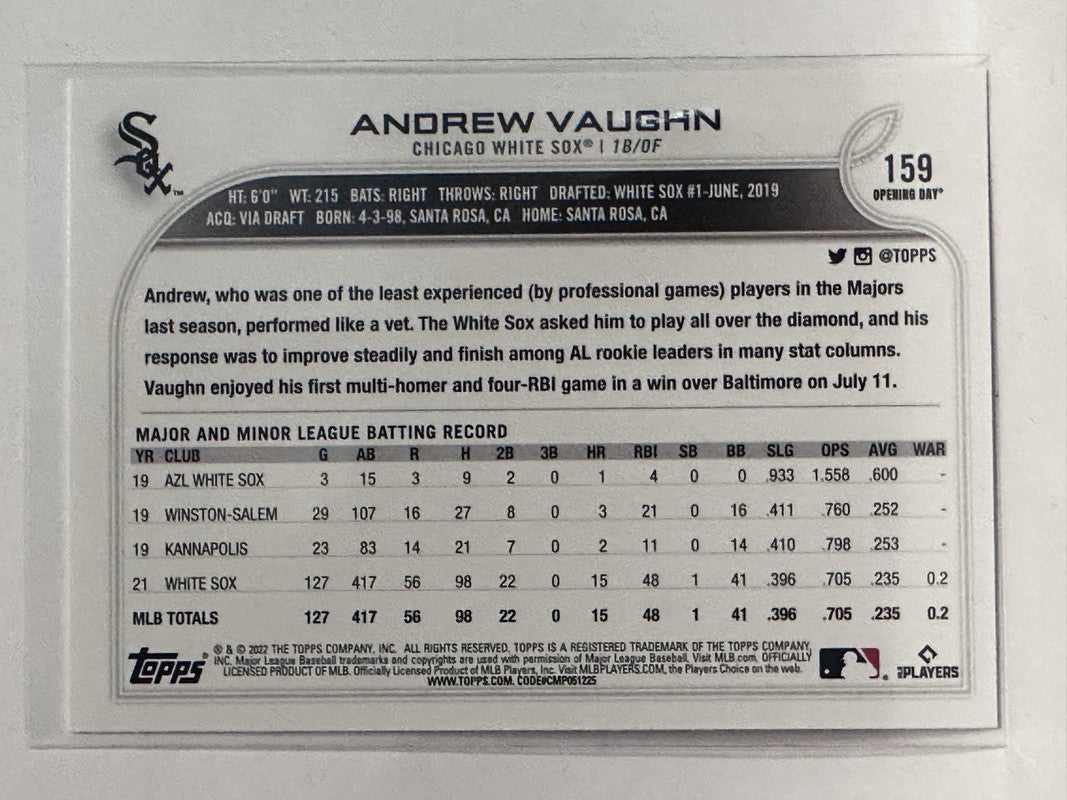 Sox
ANDREW VAUGHN
CHICAGO WHITE SOX® | 1B/OF
159
OPENING DAY®
HT: 6'0" WT: 215 BATS: RIGHT THROWS: RIGHT DRAFTED: WHITE SOX #1-JUNE, 2019
ACQ: VIA DRAFT BORN: 4-3-98, SANTA ROSA, CA HOME: SANTA ROSA, CA
@TOPPS
Andrew, who was one of the least experienced (by professional games) players in the Majors
last season, performed like a vet. The White Sox asked him to play all over the diamond, and his
response was to improve steadily and finish among AL rookie leaders in many stat columns.
Vaughn enjoyed his first multi-homer and four-RBI game in a win over Baltimore on July 11.
MAJOR AND MINOR LEAGUE BATTING RECORD
YR CLUB G AB R H 2B 3B HR RBI SB BB SLG OPS AVG WAR
19 AZL WHITE SOX 3 15 3 9 2 0 1 4 0 0 .933 1.558 .600 -
19 WINSTON-SALEM 29 107 16 27 8 0 3 21 0 16 .411 .760 .252 -
19 KANNAPOLIS 23 83 14 21 7 0 2 11 0 14 .410 .798 .253 -
21 WHITE SOX 127 417 56 98 22 0 15 48 1 41 .396 .705 .235 0.2
MLB TOTALS 127 417 56 98 22 0 15 48 1 41 .396 .705 .235 0.2
Topps®
® & © 2022 THE TOPPS COMPANY, INC. ALL RIGHTS RESERVED. TOPPS IS A REGISTERED TRADEMARK OF THE TOPPS COMPANY,
INC. Major League Baseball trademarks and copyrights are used with permission of Major League Baseball. Visit MLB.com. OFFICIALLY
LICENSED PRODUCT OF MLB Players, Inc. Officially Licensed Product of MLB Players, Inc. Visit MLBPLAYERS.COM, the Players Choice on the web.
WWW.TOPPS.COM. CODE#CMP051225
MLB PLAYERS